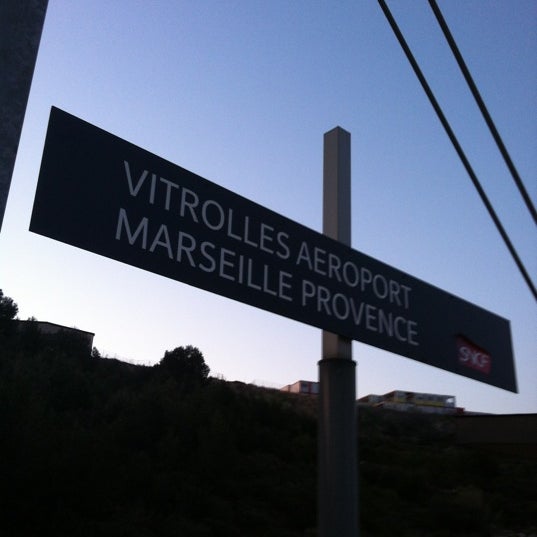 VITROLLES AEROPORT
MARSEILLE PROVENCE
SNCF